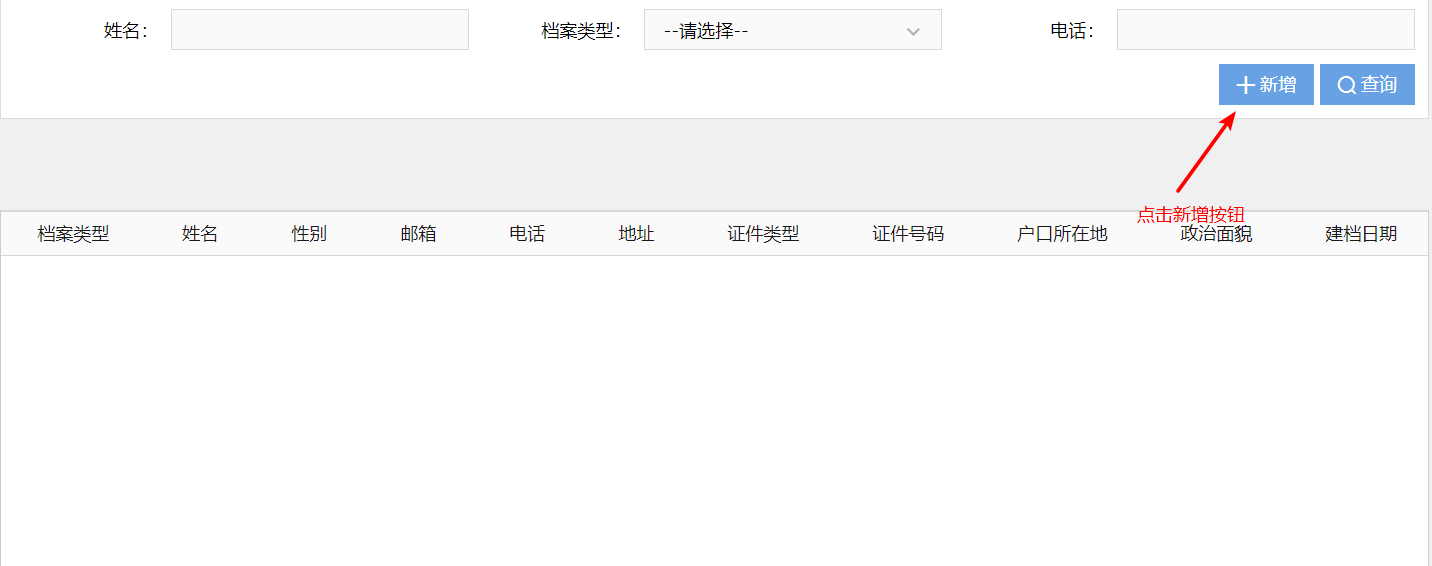 姓名： 档案类型： --请选择-- 电话：
新增 查询
点击新增按钮
档案类型 姓名 性别 邮箱 电话 地址 证件类型 证件号码 户口所在地 政治面貌 建档日期